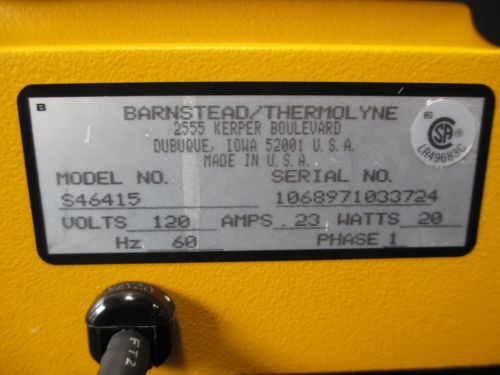 B
BARNSTEAD/THERMOLYNE
2555 KERPER BOULEVARD
DUBUQUE, IOWA 52001 U.S.A.
MADE IN U.S.A.
MODEL NO. SERIAL NO.
S46415 1068971033724
VOLTS 120 AMPS .23 WATTS 20
Hz 60 PHASE 1
SA
LR49683C
FT2